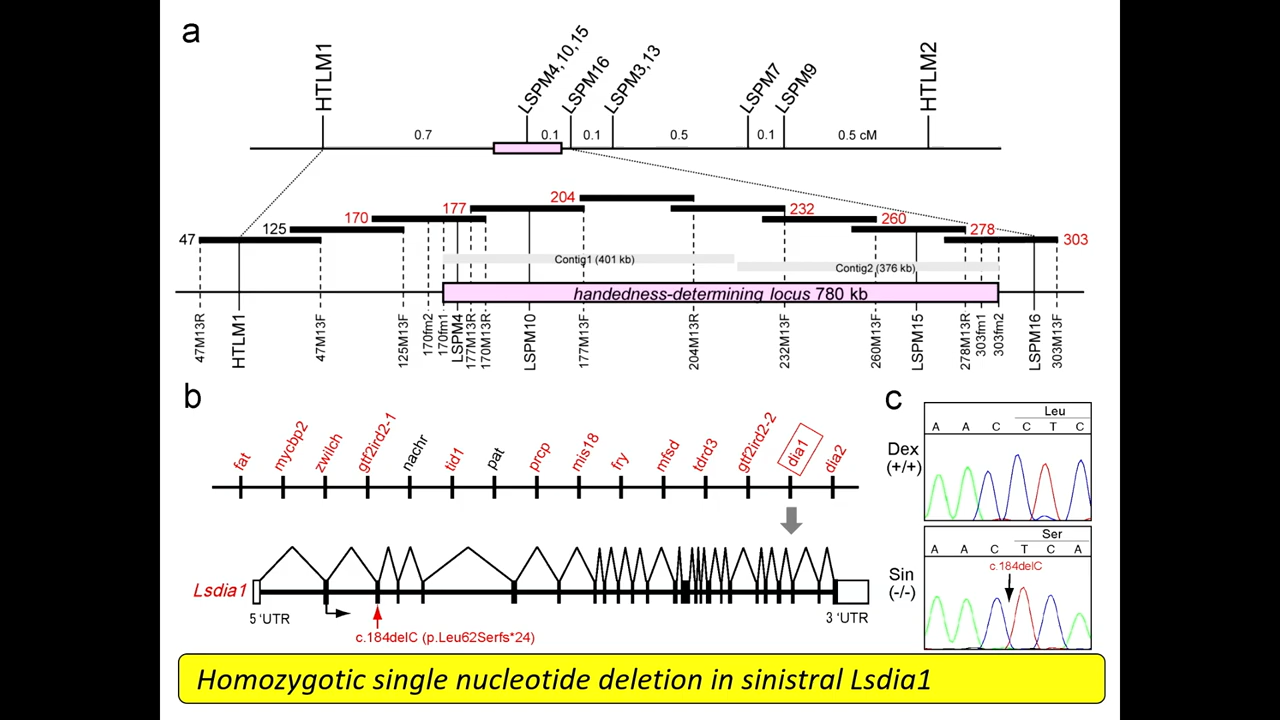 a
HTLM1
LSPM4,10,15
LSPM16
LSPM3,13
LSPM7
LSPM9
HTLM2
0.7
0.1
0.1
0.5
0.1
0.5 cM
47
125
170
177
204
232
260
278
303
Contig1 (401 kb)
Contig2 (376 kb)
handedness-determining locus 780 kb
47M13R
HTLM1
47M13F
125M13F
170fm2
170fm1
LSPM4
177M13R
170M13R
LSPM10
177M13F
204M13R
232M13F
260M13F
LSPM15
278M13R
303fm1
303fm2
LSPM16
303M13F
b
fat
mycbp2
zwilch
gtf2ird2-1
nachr
tid1
pat
prcp
mis18
fry
mfsd
tdrd3
gtf2ird2-2
dia1
dia2
Lsdia1
5 'UTR
3 'UTR
c.184delC (p.Leu62Serfs*24)
c
Dex
(+/+)
Leu
A A C C T C
Sin
(-/-)
Ser
A A C T C A
c.184delC
Homozygotic single nucleotide deletion in sinistral Lsdia1